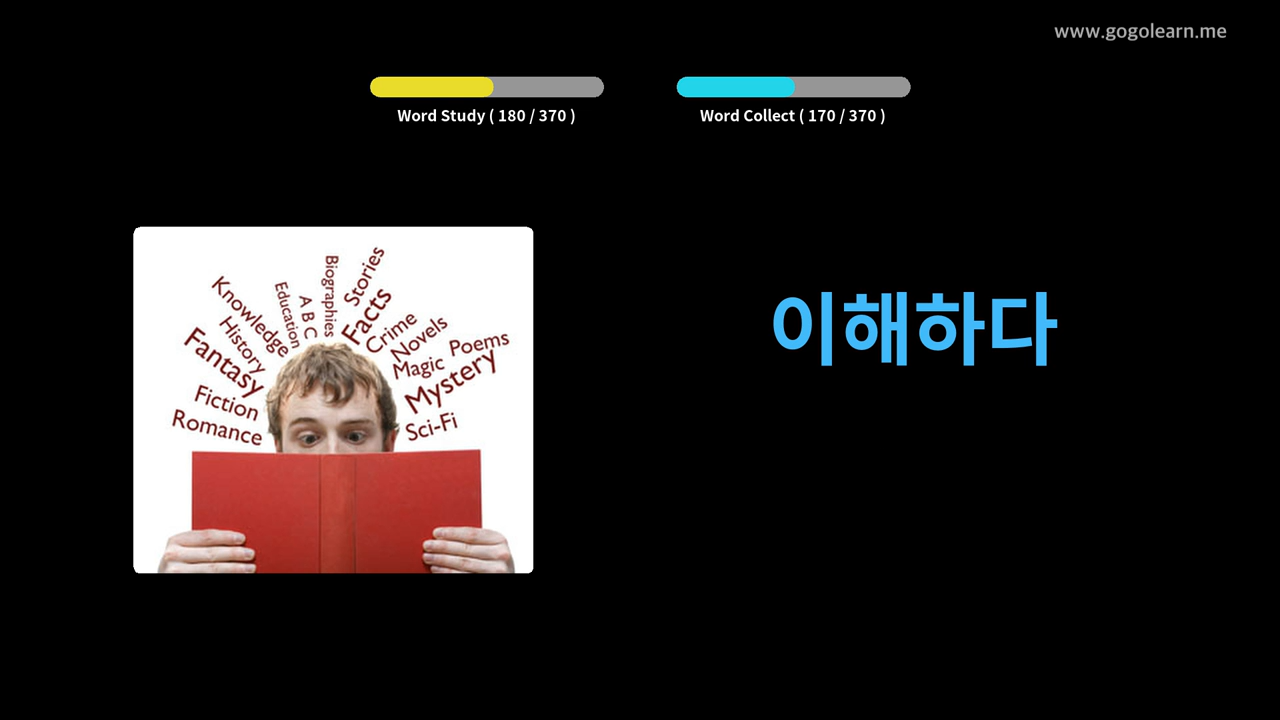 www.gogolearn.me
Word Study ( 180 / 370 )
Word Collect ( 170 / 370 )
Knowledge
History
Fantasy
Fiction
Romance
Education
A B C
Biographies
Stories
Facts
Crime
Novels
Magic
Poems
Mystery
Sci-Fi
이해하다